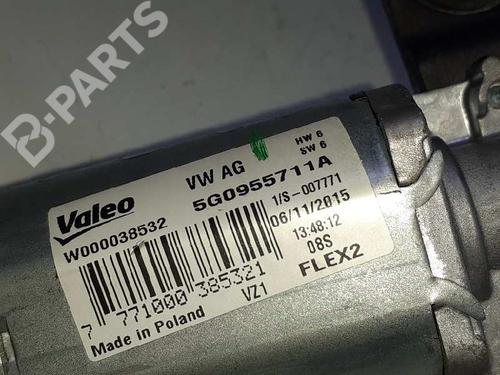 B-PARTS
Valeo
VW AG
HW 6
SW 6
W000038532
5G0955711A
1/S-007771
06/11/2015
13:48:12
08S
FLEX2
7 771000 385321
VZ1
Made in Poland